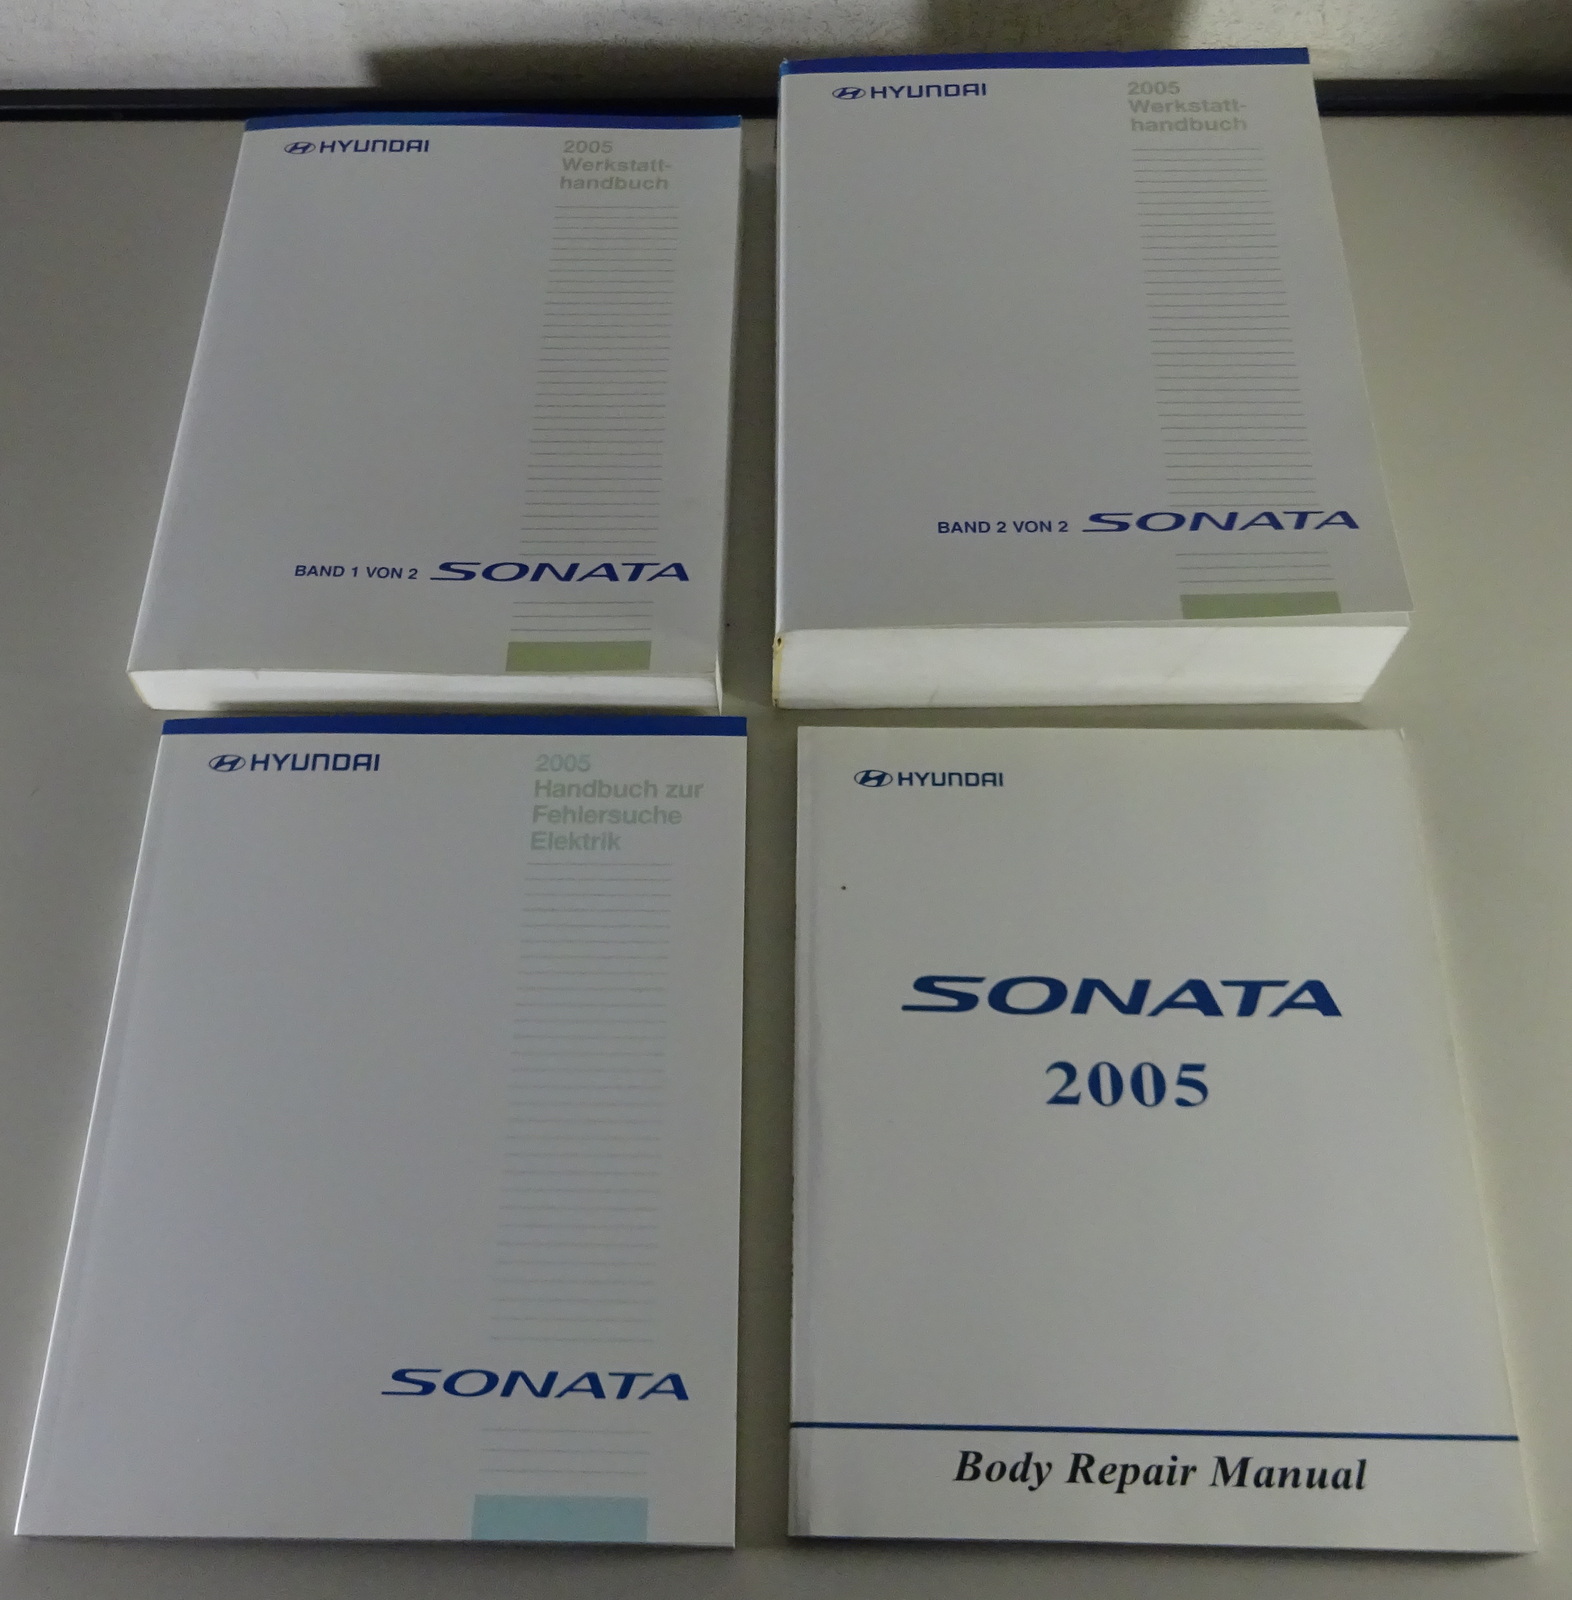 HYUNDAI
2005
Werkstatt-
handbuch
BAND 1 VON 2 SONATA
HYUNDAI
2005
Werkstatt-
handbuch
BAND 2 VON 2 SONATA
HYUNDAI
2005
Handbuch zur
Fehlersuche
Elektrik
SONATA
HYUNDAI
SONATA
2005
Body Repair Manual